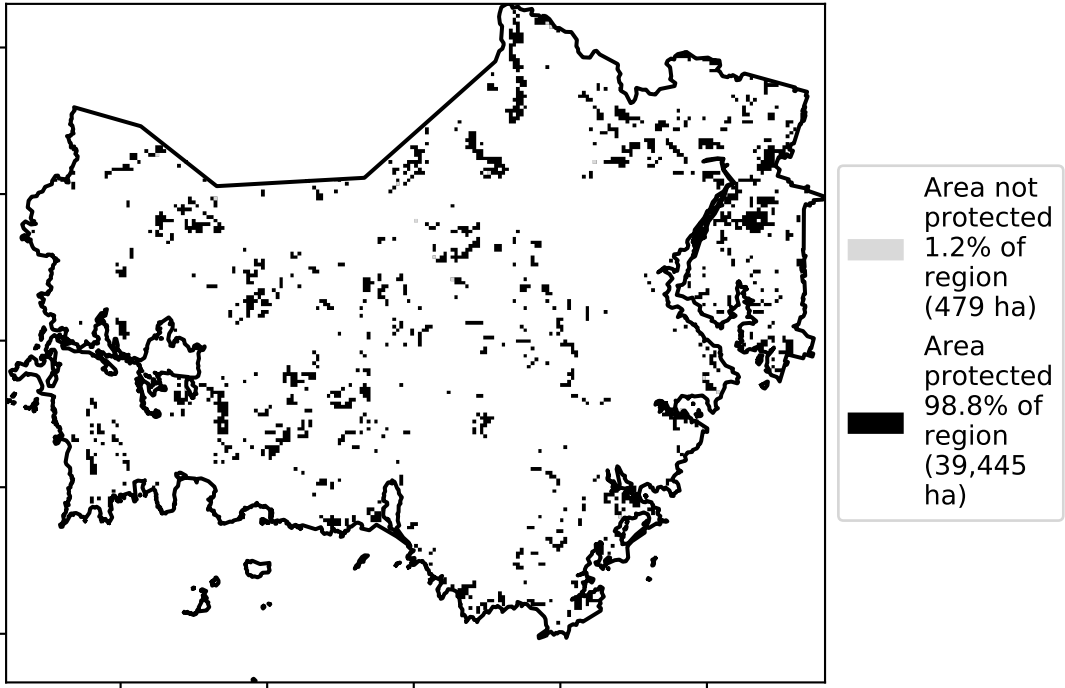 Area not
protected
1.2% of
region
(479 ha)
Area
protected
98.8% of
region
(39,445
ha)